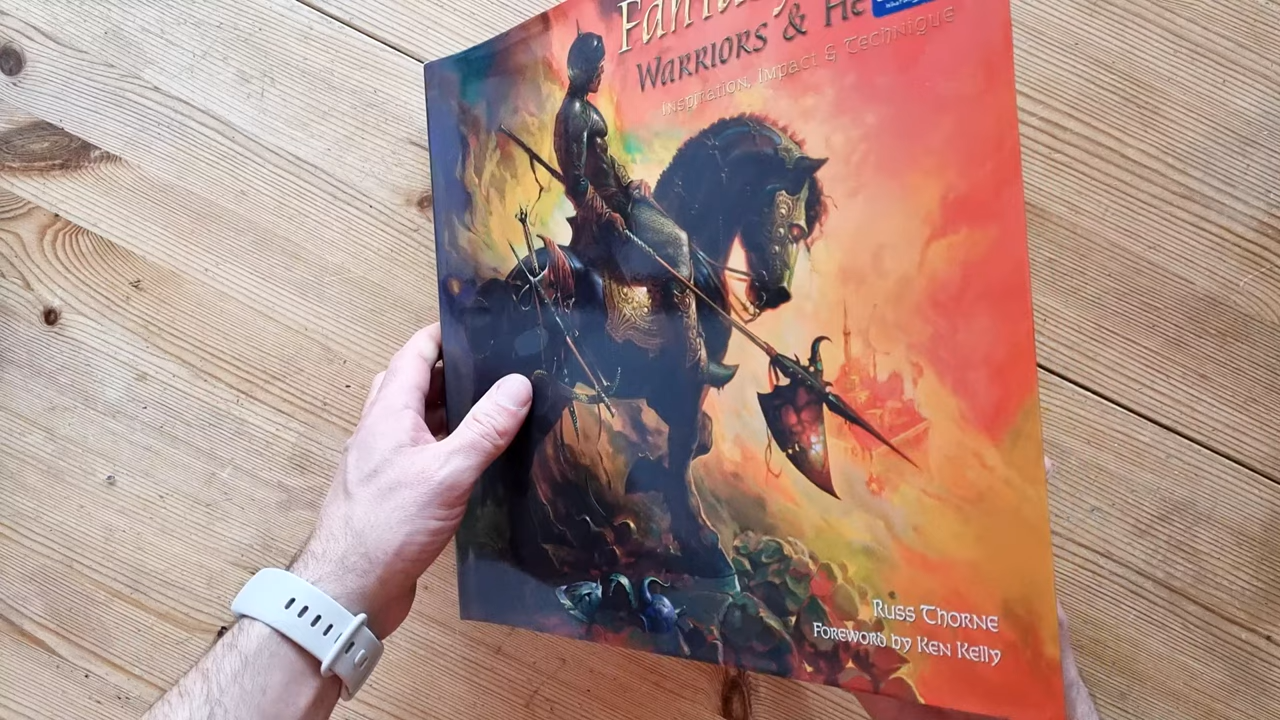 WARRIORS & HE
INSPIRATION, IMPACT & TECHNIQUE
RUSS THORNE
FOREWORD by KEN KELLY